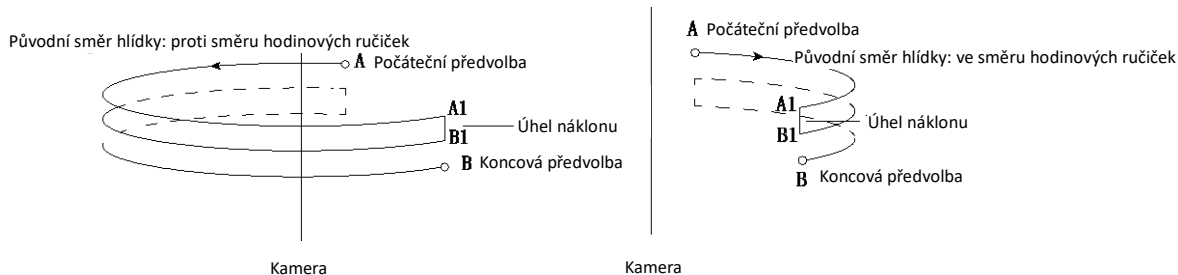 Původní směr hlídky: proti směru hodinových ručiček
A Počáteční předvolba
A1
B1
Úhel náklonu
B Koncová předvolba
Kamera
A Počáteční předvolba
Původní směr hlídky: ve směru hodinových ručiček
A1
B1
Úhel náklonu
B Koncová předvolba
Kamera